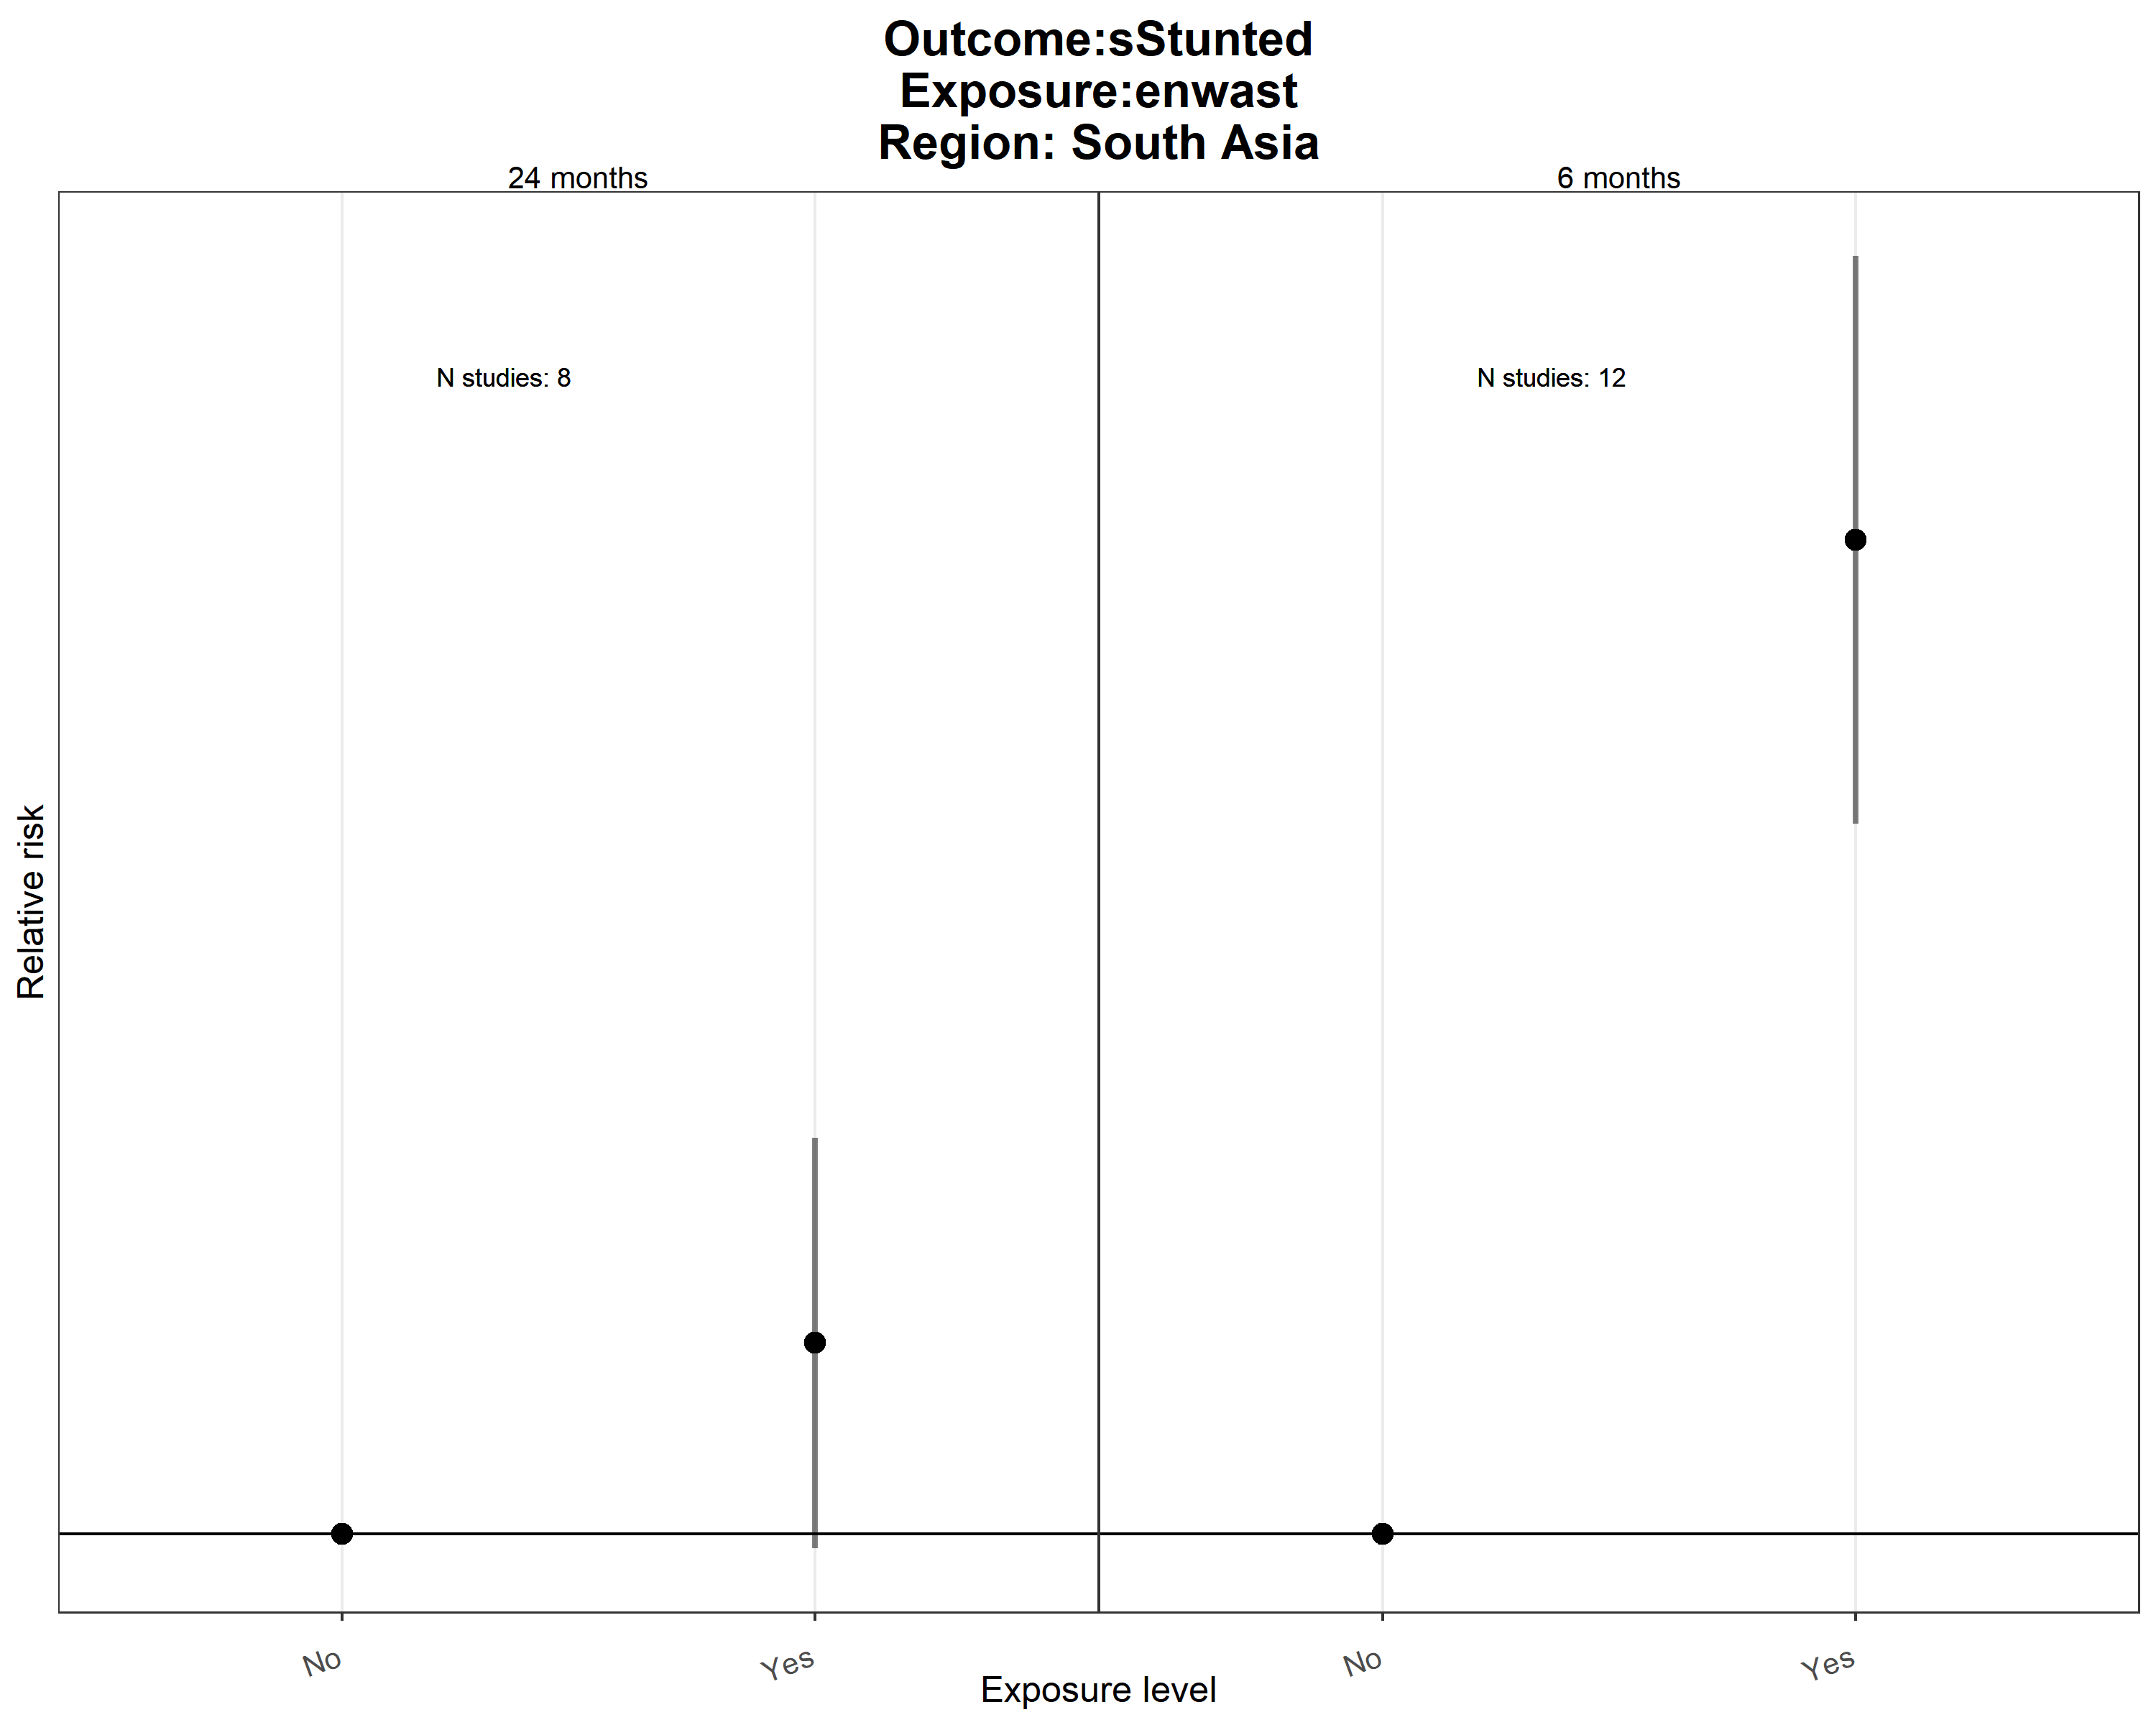 Outcome:sStunted
Exposure:enwast
Region: South Asia
24 months
6 months
N studies: 8
N studies: 12
Relative risk
No
Yes
No
Yes
Exposure level